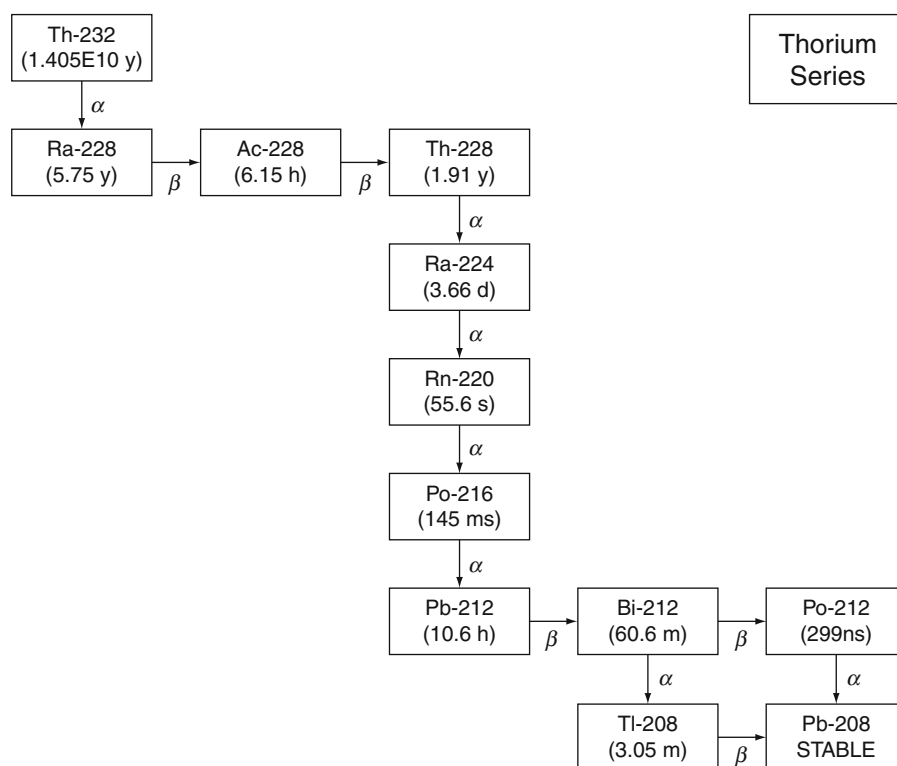 Th-232
(1.405E10 y)
Thorium
Series
α
Ra-228
(5.75 y)
β
Ac-228
(6.15 h)
β
Th-228
(1.91 y)
α
Ra-224
(3.66 d)
α
Rn-220
(55.6 s)
α
Po-216
(145 ms)
α
Pb-212
(10.6 h)
β
Bi-212
(60.6 m)
β
Po-212
(299ns)
α
α
Tl-208
(3.05 m)
β
Pb-208
STABLE